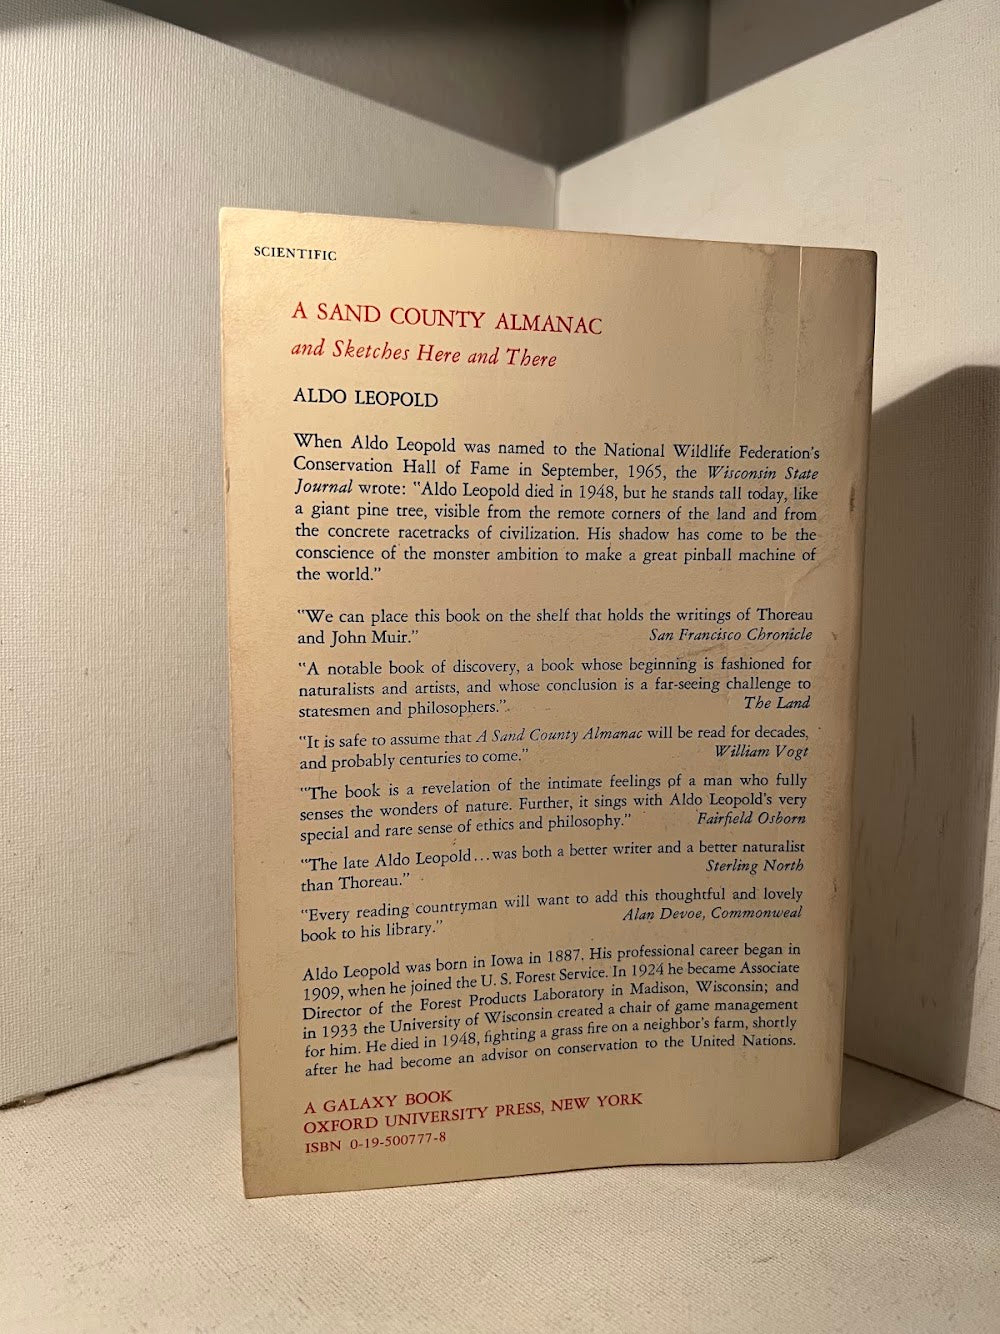 SCIENTIFIC
A SAND COUNTY ALMANAC
and Sketches Here and There
ALDO LEOPOLD
When Aldo Leopold was named to the National Wildlife Federation's
Conservation Hall of Fame in September, 1965, the Wisconsin State
Journal wrote: "Aldo Leopold died in 1948, but he stands tall today, like
a giant pine tree, visible from the remote corners of the land and from
the concrete racetracks of civilization. His shadow has come to be the
conscience of the monster ambition to make a great pinball machine of
the world."
"We can place this book on the shelf that holds the writings of Thoreau
and John Muir." San Francisco Chronicle
"A notable book of discovery, a book whose beginning is fashioned for
naturalists and artists, and whose conclusion is a far-seeing challenge to
statesmen and philosophers." The Land
"It is safe to assume that A Sand County Almanac will be read for decades,
and probably centuries to come." William Vogt
"The book is a revelation of the intimate feelings of a man who fully
senses the wonders of nature. Further, it sings with Aldo Leopold's very
special and rare sense of ethics and philosophy." Fairfield Osborn
"The late Aldo Leopold...was both a better writer and a better naturalist
than Thoreau." Sterling North
"Every reading countryman will want to add this thoughtful and lovely
book to his library." Alan Devoe, Commonweal
Aldo Leopold was born in Iowa in 1887. His professional career began in
1909, when he joined the U. S. Forest Service. In 1924 he became Associate
Director of the Forest Products Laboratory in Madison, Wisconsin; and
in 1933 the University of Wisconsin created a chair of game management
for him. He died in 1948, fighting a grass fire on a neighbor's farm, shortly
after he had become an advisor on conservation to the United Nations.
A GALAXY BOOK
OXFORD UNIVERSITY PRESS, NEW YORK
ISBN 0-19-500777-8